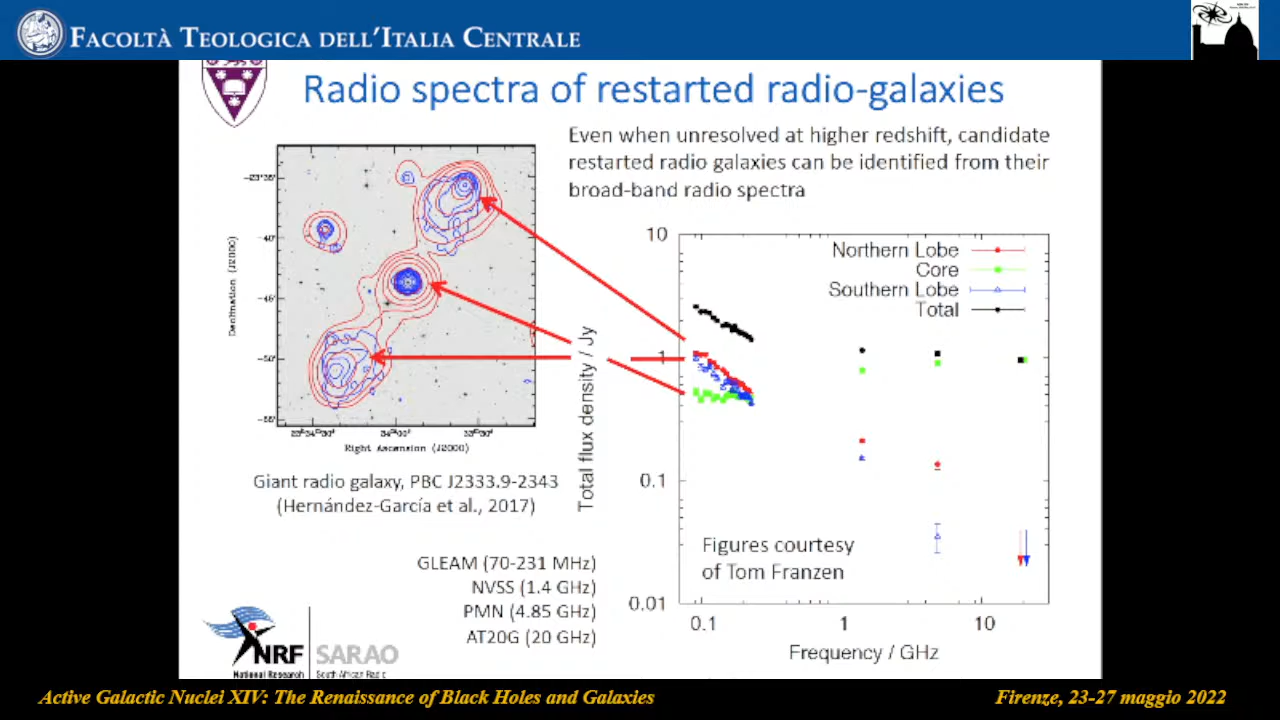 FACOLTÀ TEOLOGICA DELL'ITALIA CENTRALE
Radio spectra of restarted radio-galaxies
Even when unresolved at higher redshift, candidate
restarted radio galaxies can be identified from their
broad-band radio spectra
Declination (J2000)
Right Ascension (J2000)
Giant radio galaxy, PBC J2333.9-2343
(Hernández-García et al., 2017)
GLEAM (70-231 MHz)
NVSS (1.4 GHz)
PMN (4.85 GHz)
AT20G (20 GHz)
Total flux density / Jy
10
1
0.1
0.01
Northern Lobe
Core
Southern Lobe
Total
Figures courtesy
of Tom Franzen
0.1 1 10
Frequency / GHz
NRF SARAO
National Research
South African Radio
Active Galactic Nuclei XIV: The Renaissance of Black Holes and Galaxies
Firenze, 23-27 maggio 2022